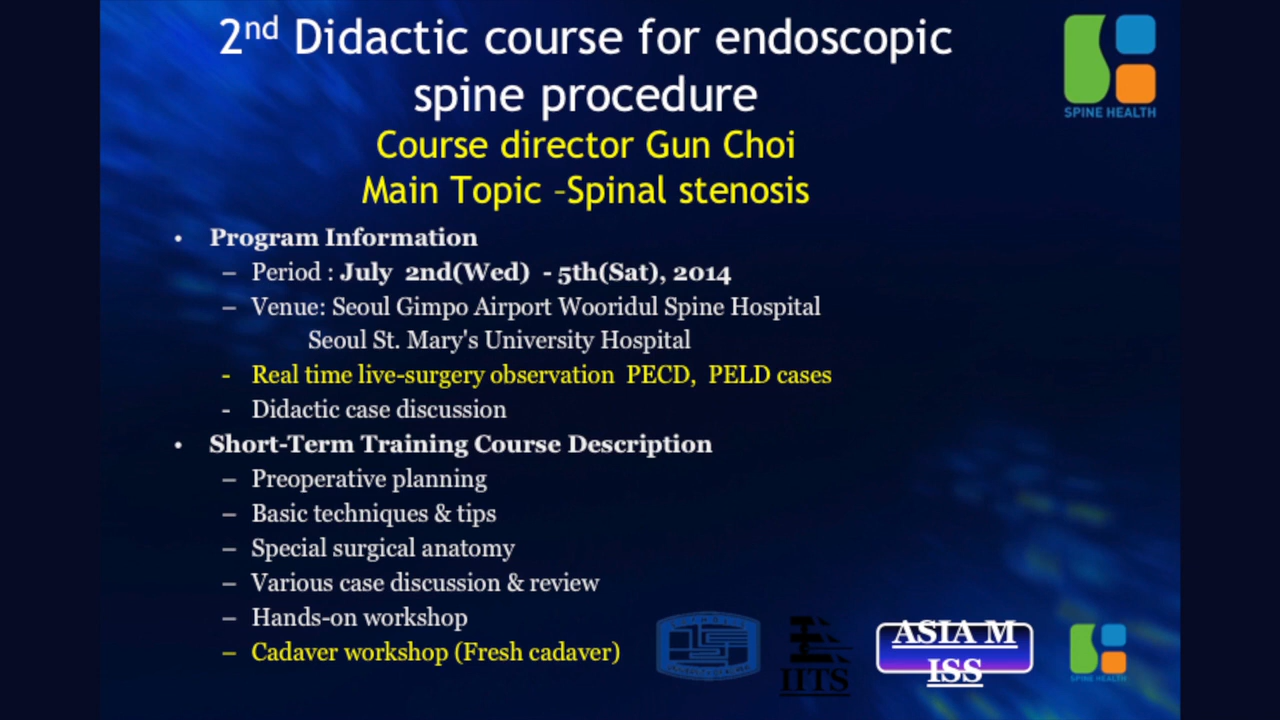 2nd Didactic course for endoscopic
spine procedure
Course director Gun Choi
Main Topic –Spinal stenosis
SPINE HEALTH
• Program Information
– Period : July 2nd(Wed) - 5th(Sat), 2014
– Venue: Seoul Gimpo Airport Wooridul Spine Hospital
Seoul St. Mary's University Hospital
- Real time live-surgery observation PECD, PELD cases
- Didactic case discussion
• Short-Term Training Course Description
– Preoperative planning
– Basic techniques & tips
– Special surgical anatomy
– Various case discussion & review
– Hands-on workshop
– Cadaver workshop (Fresh cadaver)
IITS
ASIA M
ISS
SPINE HEALTH